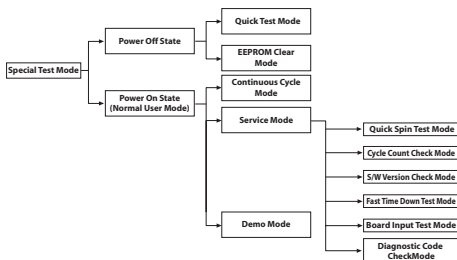 Special Test Mode
Power Off State
Quick Test Mode
EEPROM Clear
Mode
Power On State
(Normal User Mode)
Continuous Cycle
Mode
Service Mode
Quick Spin Test Mode
Cycle Count Check Mode
S/W Version Check Mode
Fast Time Down Test Mode
Board Input Test Mode
Diagnostic Code
CheckMode
Demo Mode